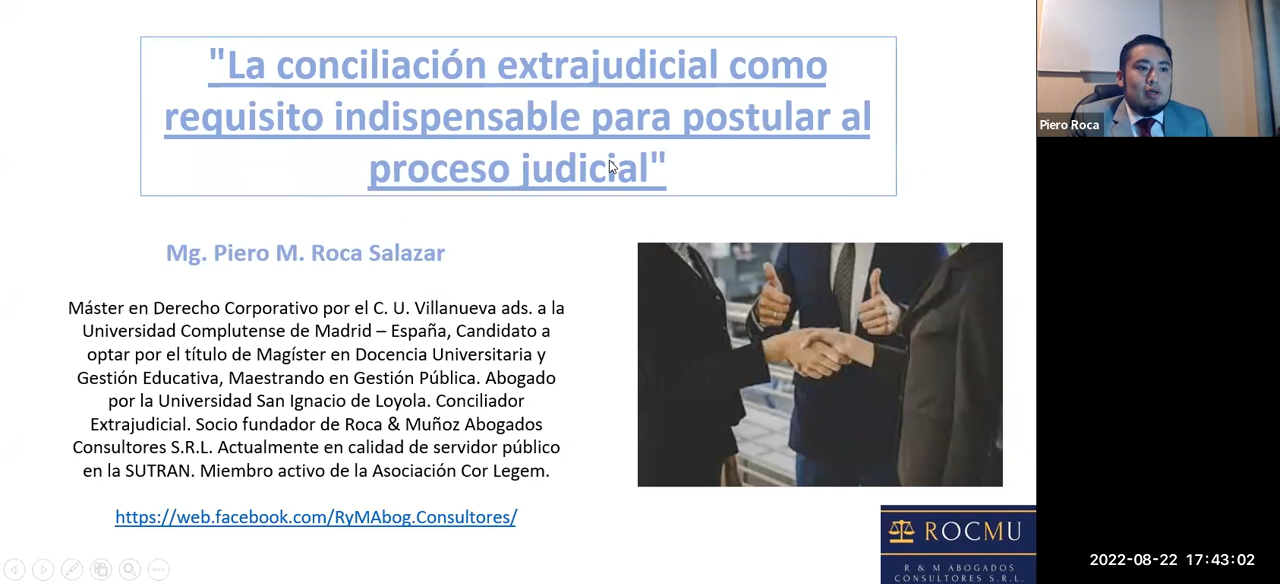 "La conciliación extrajudicial como
requisito indispensable para postular al
proceso judicial"
Mg. Piero M. Roca Salazar
Máster en Derecho Corporativo por el C. U. Villanueva ads. a la
Universidad Complutense de Madrid – España, Candidato a
optar por el título de Magíster en Docencia Universitaria y
Gestión Educativa, Maestrando en Gestión Pública. Abogado
por la Universidad San Ignacio de Loyola. Conciliador
Extrajudicial. Socio fundador de Roca & Muñoz Abogados
Consultores S.R.L. Actualmente en calidad de servidor público
en la SUTRAN. Miembro activo de la Asociación Cor Legem.
https://web.facebook.com/RyMAbog.Consultores/
ROCMU
R & M ABOGADOS
CONSULTORES S.R.L.
Piero Roca
2022-08-22 17:43:02